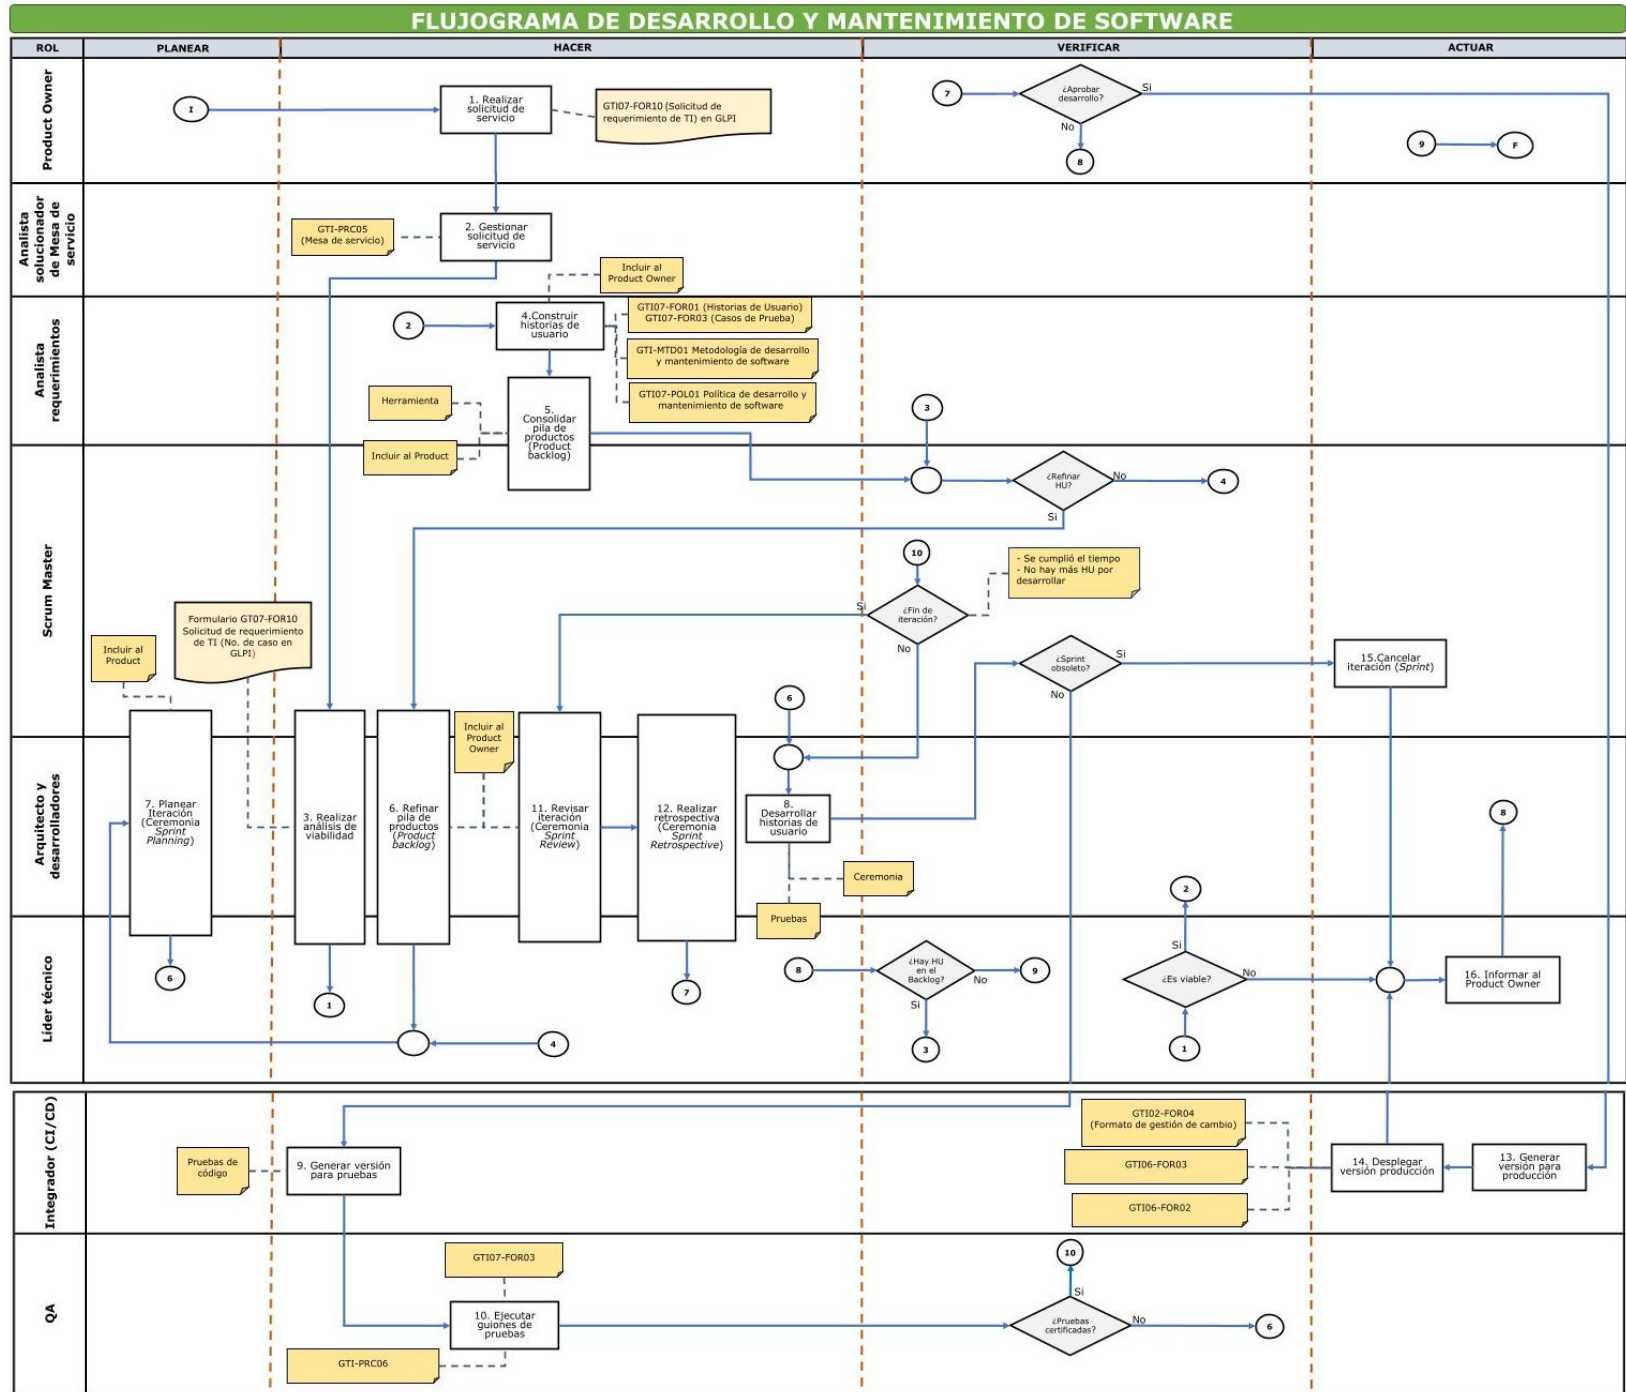 FLUJOGRAMA DE DESARROLLO Y MANTENIMIENTO DE SOFTWARE
ROL
PLANEAR
HACER
VERIFICAR
ACTUAR
Product Owner
I
1. Realizar
solicitud de
servicio
GTI07-FOR10 (Solicitud de
requerimiento de TI) en GLPI
7
¿Aprobar
desarrollo?
Si
No
8
9
F
Analista
solucionador
de Mesa de
servicio
GTI-PRC05
(Mesa de servicio)
2. Gestionar
solicitud de
servicio
Incluir al
Product Owner
Analista
requerimientos
2
4.Construir
historias de
usuario
GTI07-FOR01 (Historias de Usuario)
GTI07-FOR03 (Casos de Prueba)
GTI-MTD01 Metodología de desarrollo
y mantenimiento de software
GTI07-POL01 Política de desarrollo y
mantenimiento de software
Herramienta
Incluir al Product
5.
Consolidar
pila de
productos
(Product
backlog)
3
Scrum Master
¿Refinar
HU?
No
4
Si
10
- Se cumplió el tiempo
- No hay más HU por
desarrollar
¿Fin de
iteración?
Si
No
Formulario GT07-FOR10
Solicitud de requerimiento
de TI (No. de caso en
GLPI)
Incluir al
Product
¿Sprint
obsoleto?
Si
No
15.Cancelar
iteración (Sprint)
6
Incluir al
Product
Owner
Arquitecto y
desarrolladores
7. Planear
Iteración
(Ceremonia
Sprint
Planning)
3. Realizar
análisis de
viabilidad
6. Refinar
pila de
productos
(Product
backlog)
11. Revisar
iteración
(Ceremonia
Sprint
Review)
12. Realizar
retrospectiva
(Ceremonia
Sprint
Retrospective)
8.
Desarrollar
historias de
usuario
Ceremonia
Pruebas
8
2
Líder técnico
6
1
7
4
8
¿Hay HU
en el
Backlog?
No
9
Si
3
Si
¿Es viable?
No
1
16. Informar al
Product Owner
Integrador (CI/CD)
Pruebas de
código
9. Generar versión
para pruebas
GTI02-FOR04
(Formato de gestión de cambio)
GTI06-FOR03
GTI06-FOR02
14. Desplegar
versión producción
13. Generar
versión para
producción
QA
GTI07-FOR03
10. Ejecutar
guiones de
pruebas
GTI-PRC06
10
Si
¿Pruebas
certificadas?
No
6